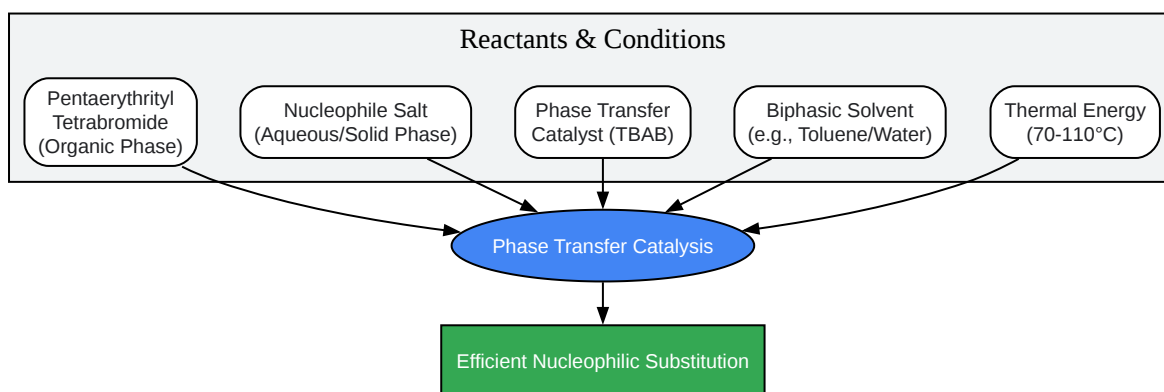 Reactants & Conditions
Pentaerythrityl
Tetrabromide
(Organic Phase)
Nucleophile Salt
(Aqueous/Solid Phase)
Phase Transfer
Catalyst (TBAB)
Biphasic Solvent
(e.g., Toluene/Water)
Thermal Energy
(70-110°C)
Phase Transfer Catalysis
Efficient Nucleophilic Substitution